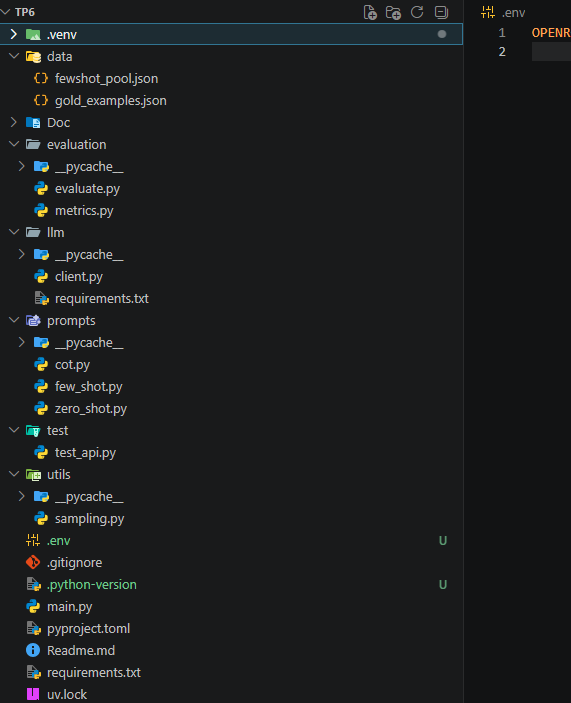 TP6
.venv
data
fewshot_pool.json
gold_examples.json
Doc
evaluation
__pycache__
evaluate.py
metrics.py
llm
__pycache__
client.py
requirements.txt
prompts
__pycache__
cot.py
few_shot.py
zero_shot.py
test
test_api.py
utils
__pycache__
sampling.py
.env U
.gitignore
.python-version U
main.py
pyproject.toml
Readme.md
requirements.txt
uv.lock
.env
1 OPENR
2